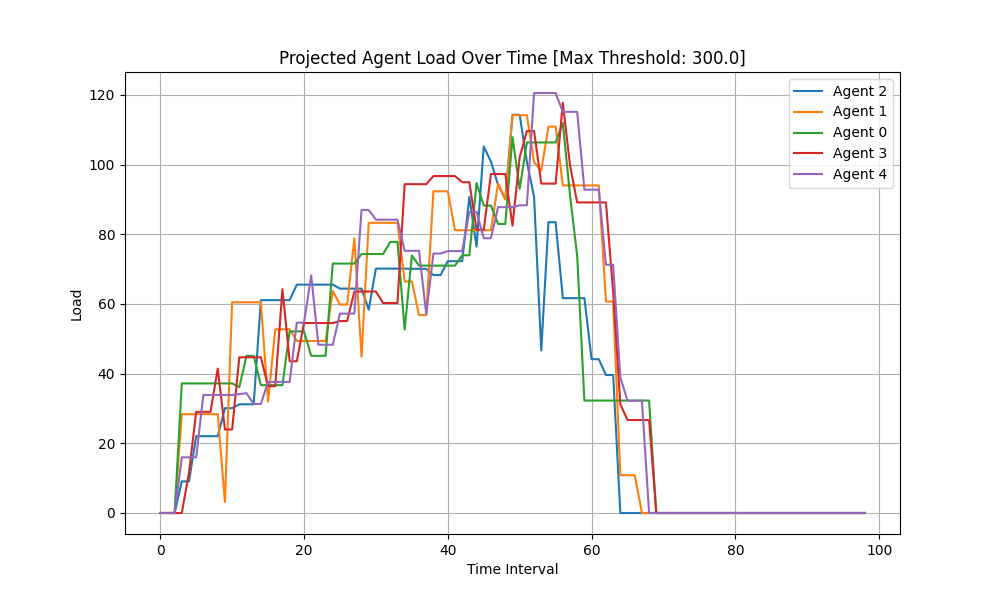 Projected Agent Load Over Time [Max Threshold: 300.0]
Agent 2
Agent 1
Agent 0
Agent 3
Agent 4
Load
120
100
80
60
40
20
0
0 20 40 60 80 100
Time Interval